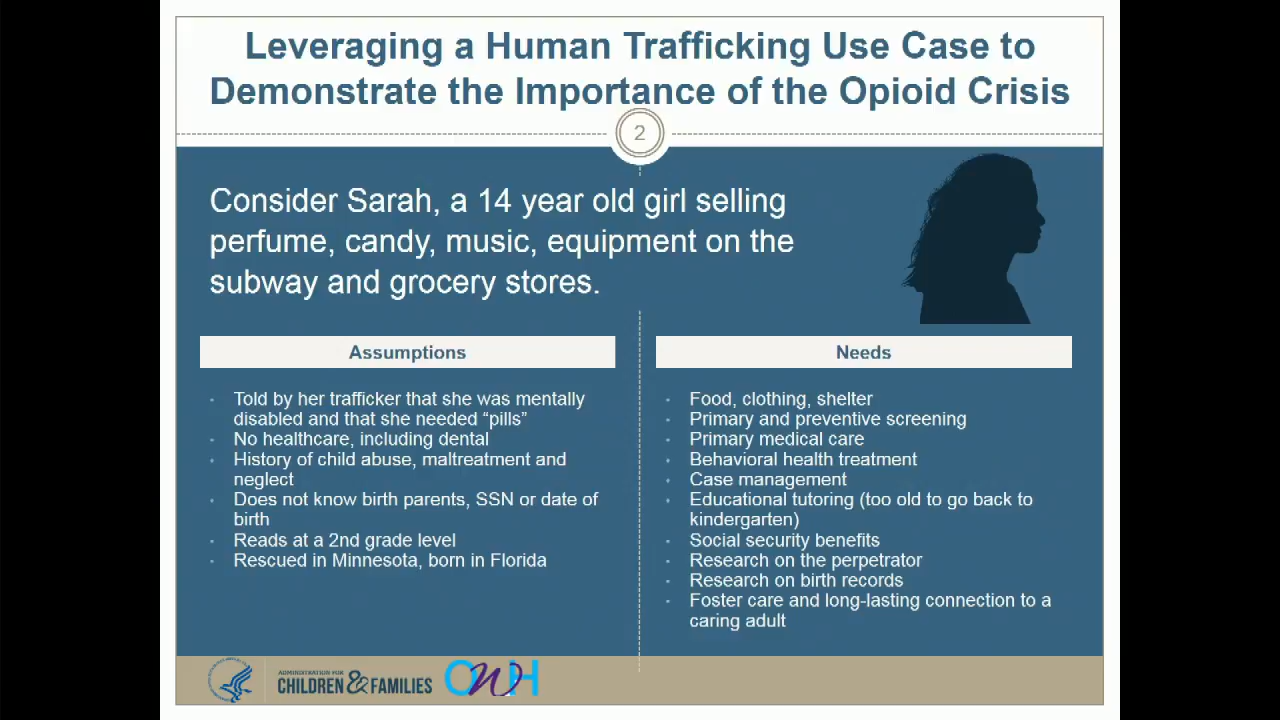 Leveraging a Human Trafficking Use Case to
Demonstrate the Importance of the Opioid Crisis
2
Consider Sarah, a 14 year old girl selling
perfume, candy, music, equipment on the
subway and grocery stores.
Assumptions
Told by her trafficker that she was mentally
disabled and that she needed “pills”
No healthcare, including dental
History of child abuse, maltreatment and
neglect
Does not know birth parents, SSN or date of
birth
Reads at a 2nd grade level
Rescued in Minnesota, born in Florida
Needs
Food, clothing, shelter
Primary and preventive screening
Primary medical care
Behavioral health treatment
Case management
Educational tutoring (too old to go back to
kindergarten)
Social security benefits
Research on the perpetrator
Research on birth records
Foster care and long-lasting connection to a
caring adult
ADMINISTRATION FOR
CHILDREN & FAMILIES
OWH